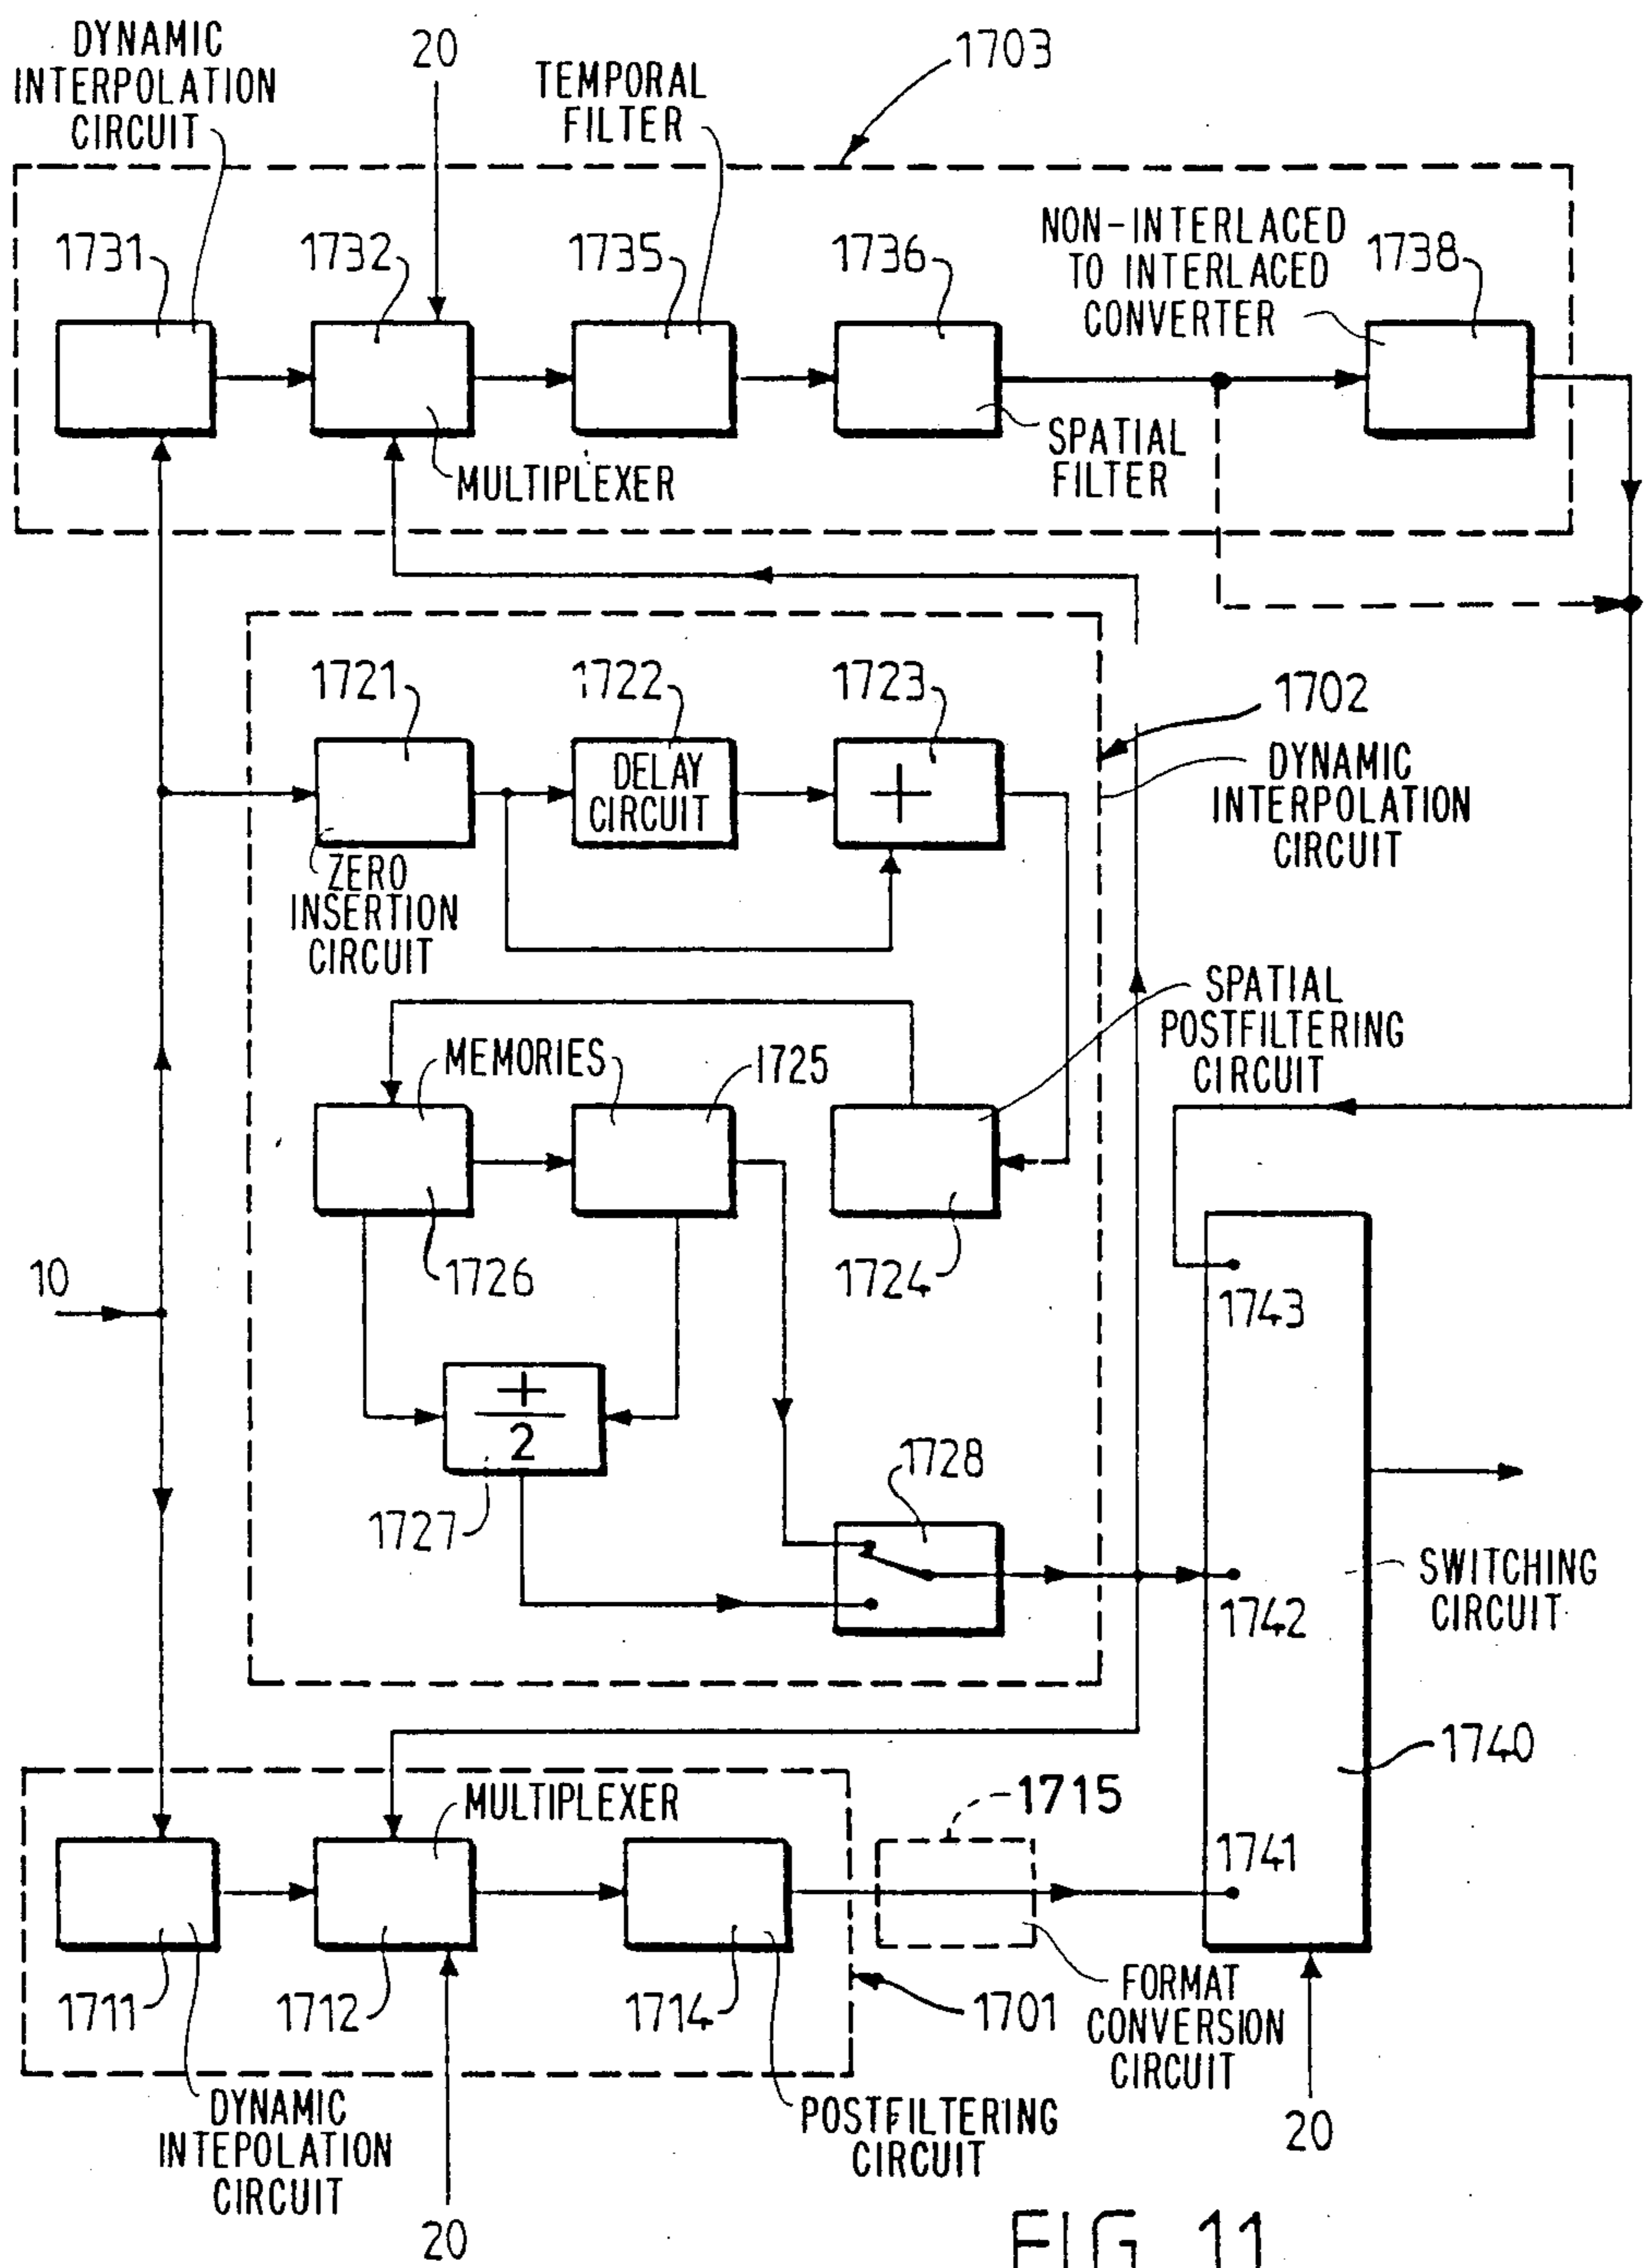 DYNAMIC
INTERPOLATION
CIRCUIT
20
TEMPORAL
FILTER
1703
1731
1732
1735
1736
NON-INTERLACED
TO INTERLACED
CONVERTER
1738
MULTIPLEXER
SPATIAL
FILTER
1721
1722
1723
1702
DELAY
CIRCUIT
+
DYNAMIC
INTERPOLATION
CIRCUIT
ZERO
INSERTION
CIRCUIT
SPATIAL
POSTFILTERING
CIRCUIT
MEMORIES
1725
1726
1724
10
1743
+
2
1727
1728
1742
SWITCHING
CIRCUIT
1740
MULTIPLEXER
1715
1741
1711
1712
1714
1701
FORMAT
CONVERSION
CIRCUIT
DYNAMIC
INTEPOLATION
CIRCUIT
POSTFILTERING
CIRCUIT
20
20
FIG. 11